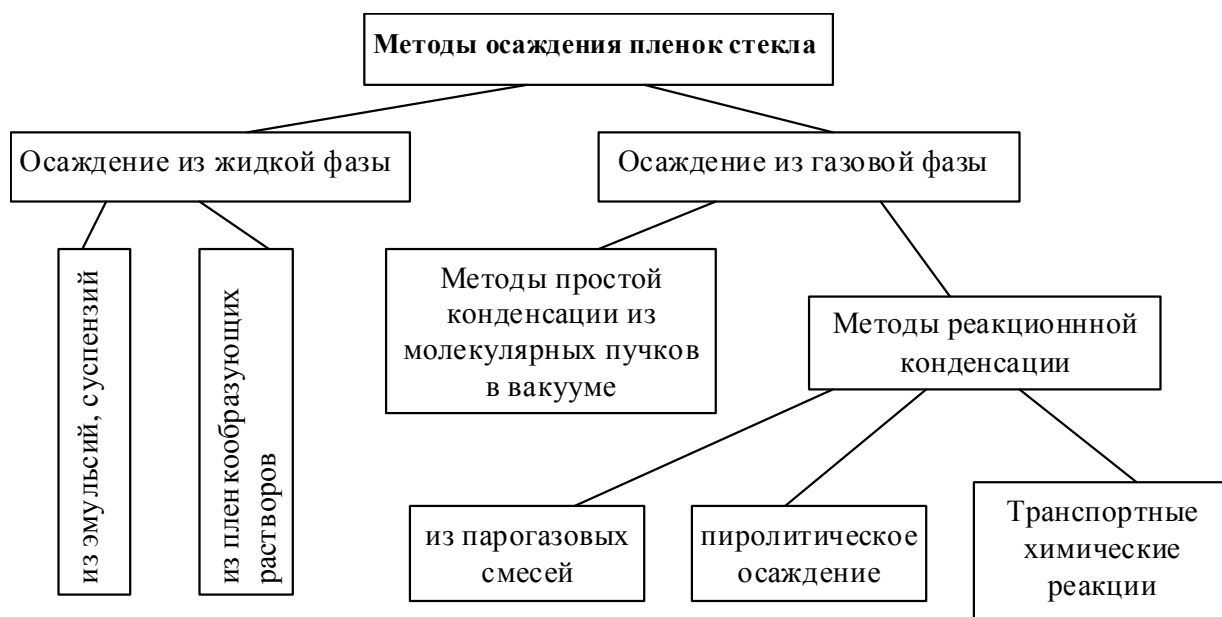 Методы осаждения пленок стекла
Осаждение из жидкой фазы
Осаждение из газовой фазы
из эмульсий, суспензий
из пленкообразующих
растворов
Методы простой
конденсации из
молекулярных пучков
в вакууме
Методы реакционнной
конденсации
из парогазовых
смесей
пиролитическое
осаждение
Транспортные
химические
реакции